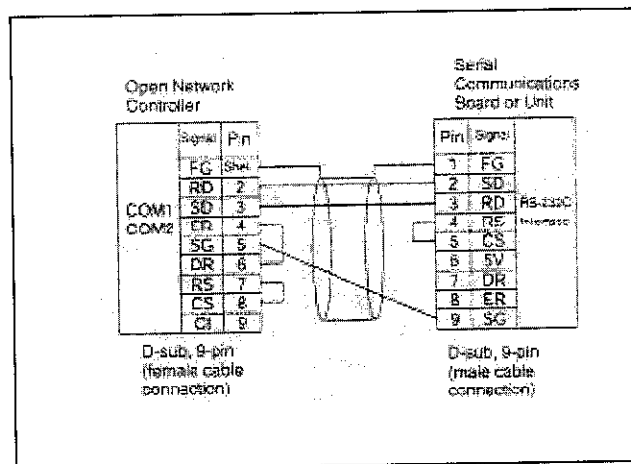 Open Network
Controller
Serial
Communications
Board or Unit
Signal Pin
FG Shell
RD 2
SD 3
ER 4
SG 5
DR 6
RS 7
CS 8
CI 9
COM1
COM2
Pin Signal
1 FG
2 SD
3 RD
4 RS
5 CS
6 5V
7 DR
8 ER
9 SG
RS-232C
Interface
D-sub, 9-pin
(female cable
connection)
D-sub, 9-pin
(male cable
connection)